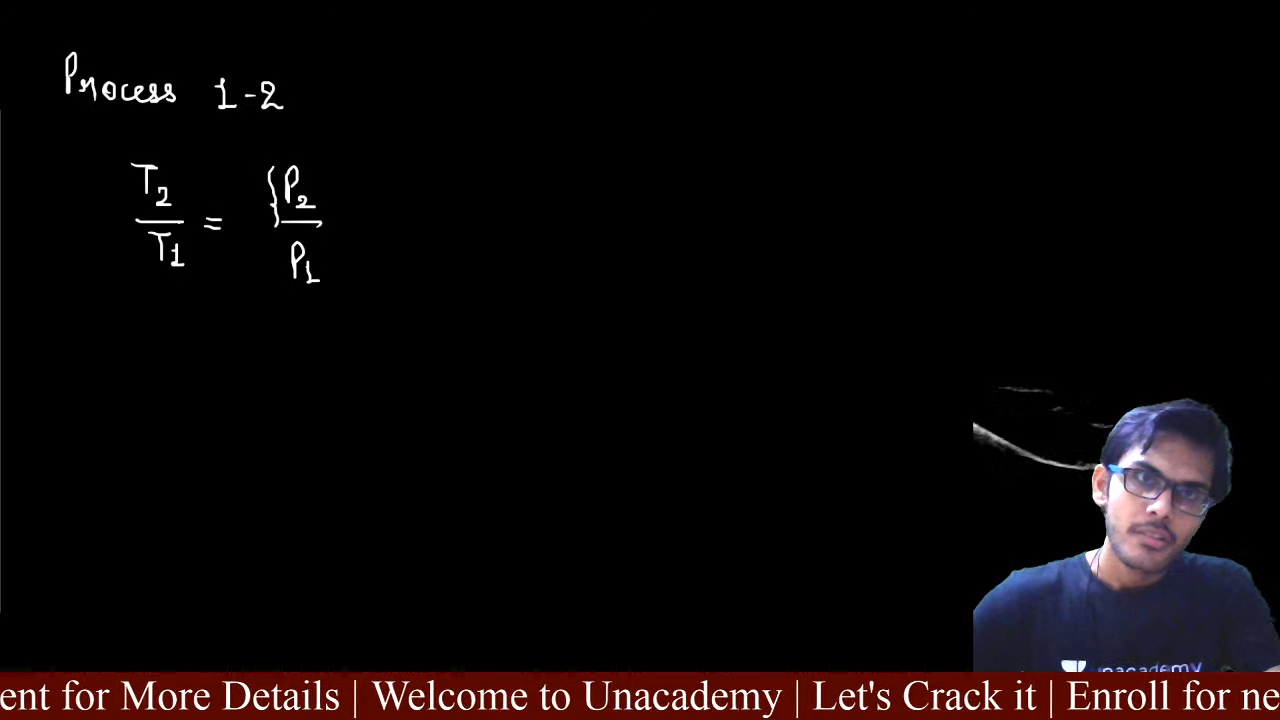 Process 1-2
T2/T1 = {P2/P1
unacademy
ent for More Details | Welcome to Unacademy | Let's Crack it | Enroll for ne